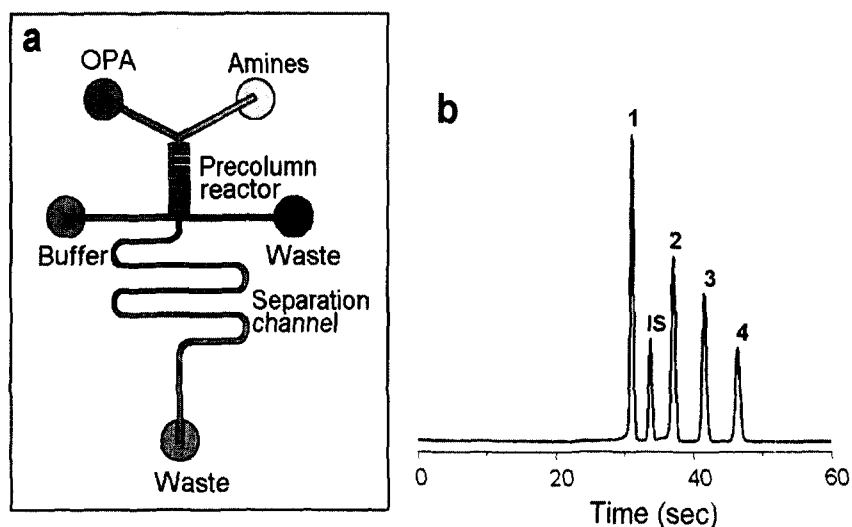 a
OPA
Amines
Precolumn
reactor
Buffer
Waste
Separation
channel
Waste
b
1
IS
2
3
4
0
20
40
60
Time (sec)